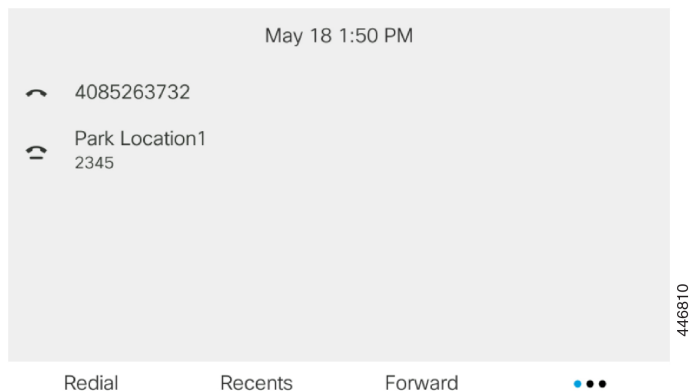 May 18 1:50 PM
4085263732
Park Location1
2345
446810
Redial Recents Forward